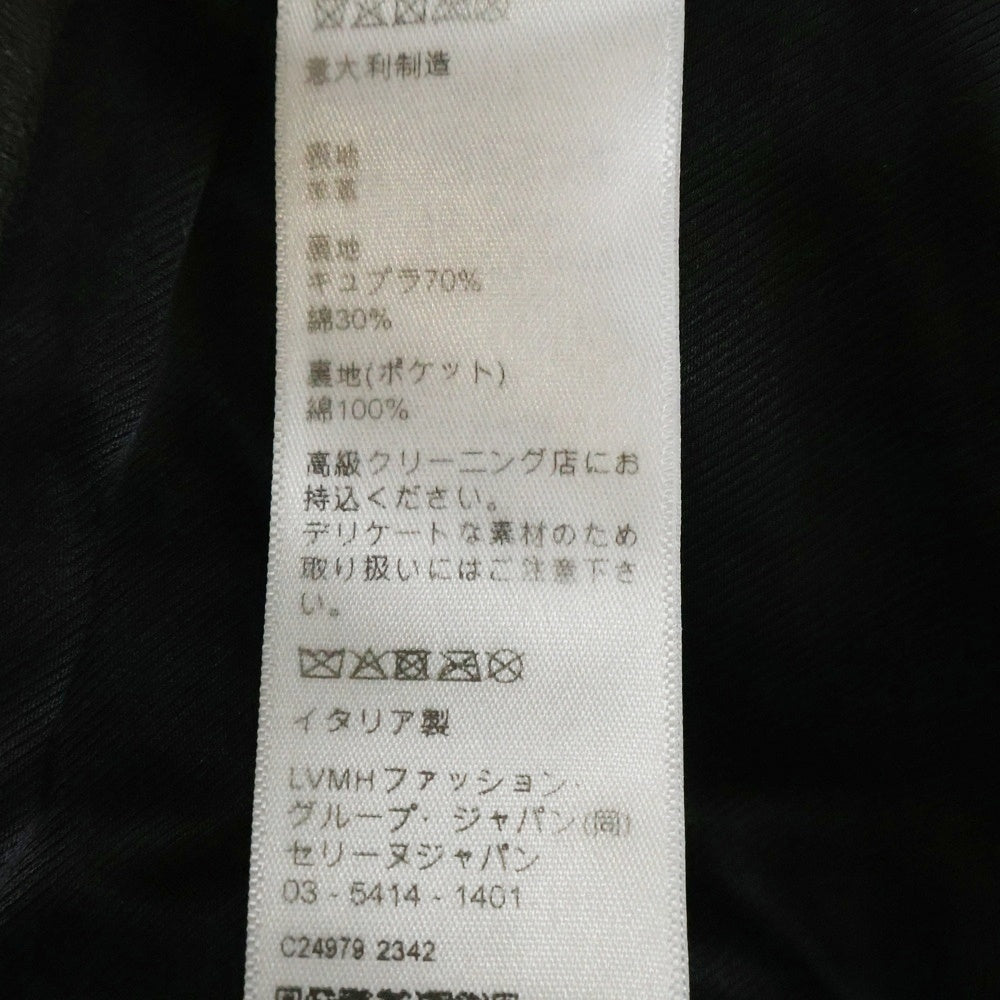 意大利制造
表地
羊革
裏地
キュプラ70%
綿30%
裏地(ポケット)
綿100%
高級クリーニング店にお
持込ください。
デリケートな素材のため
取り扱いにはご注意下さ
い。
イタリア製
LVMHファッション·
グループ· ジャパン(同)
セリーヌジャパン
03 - 5414 - 1401
C24979 2342